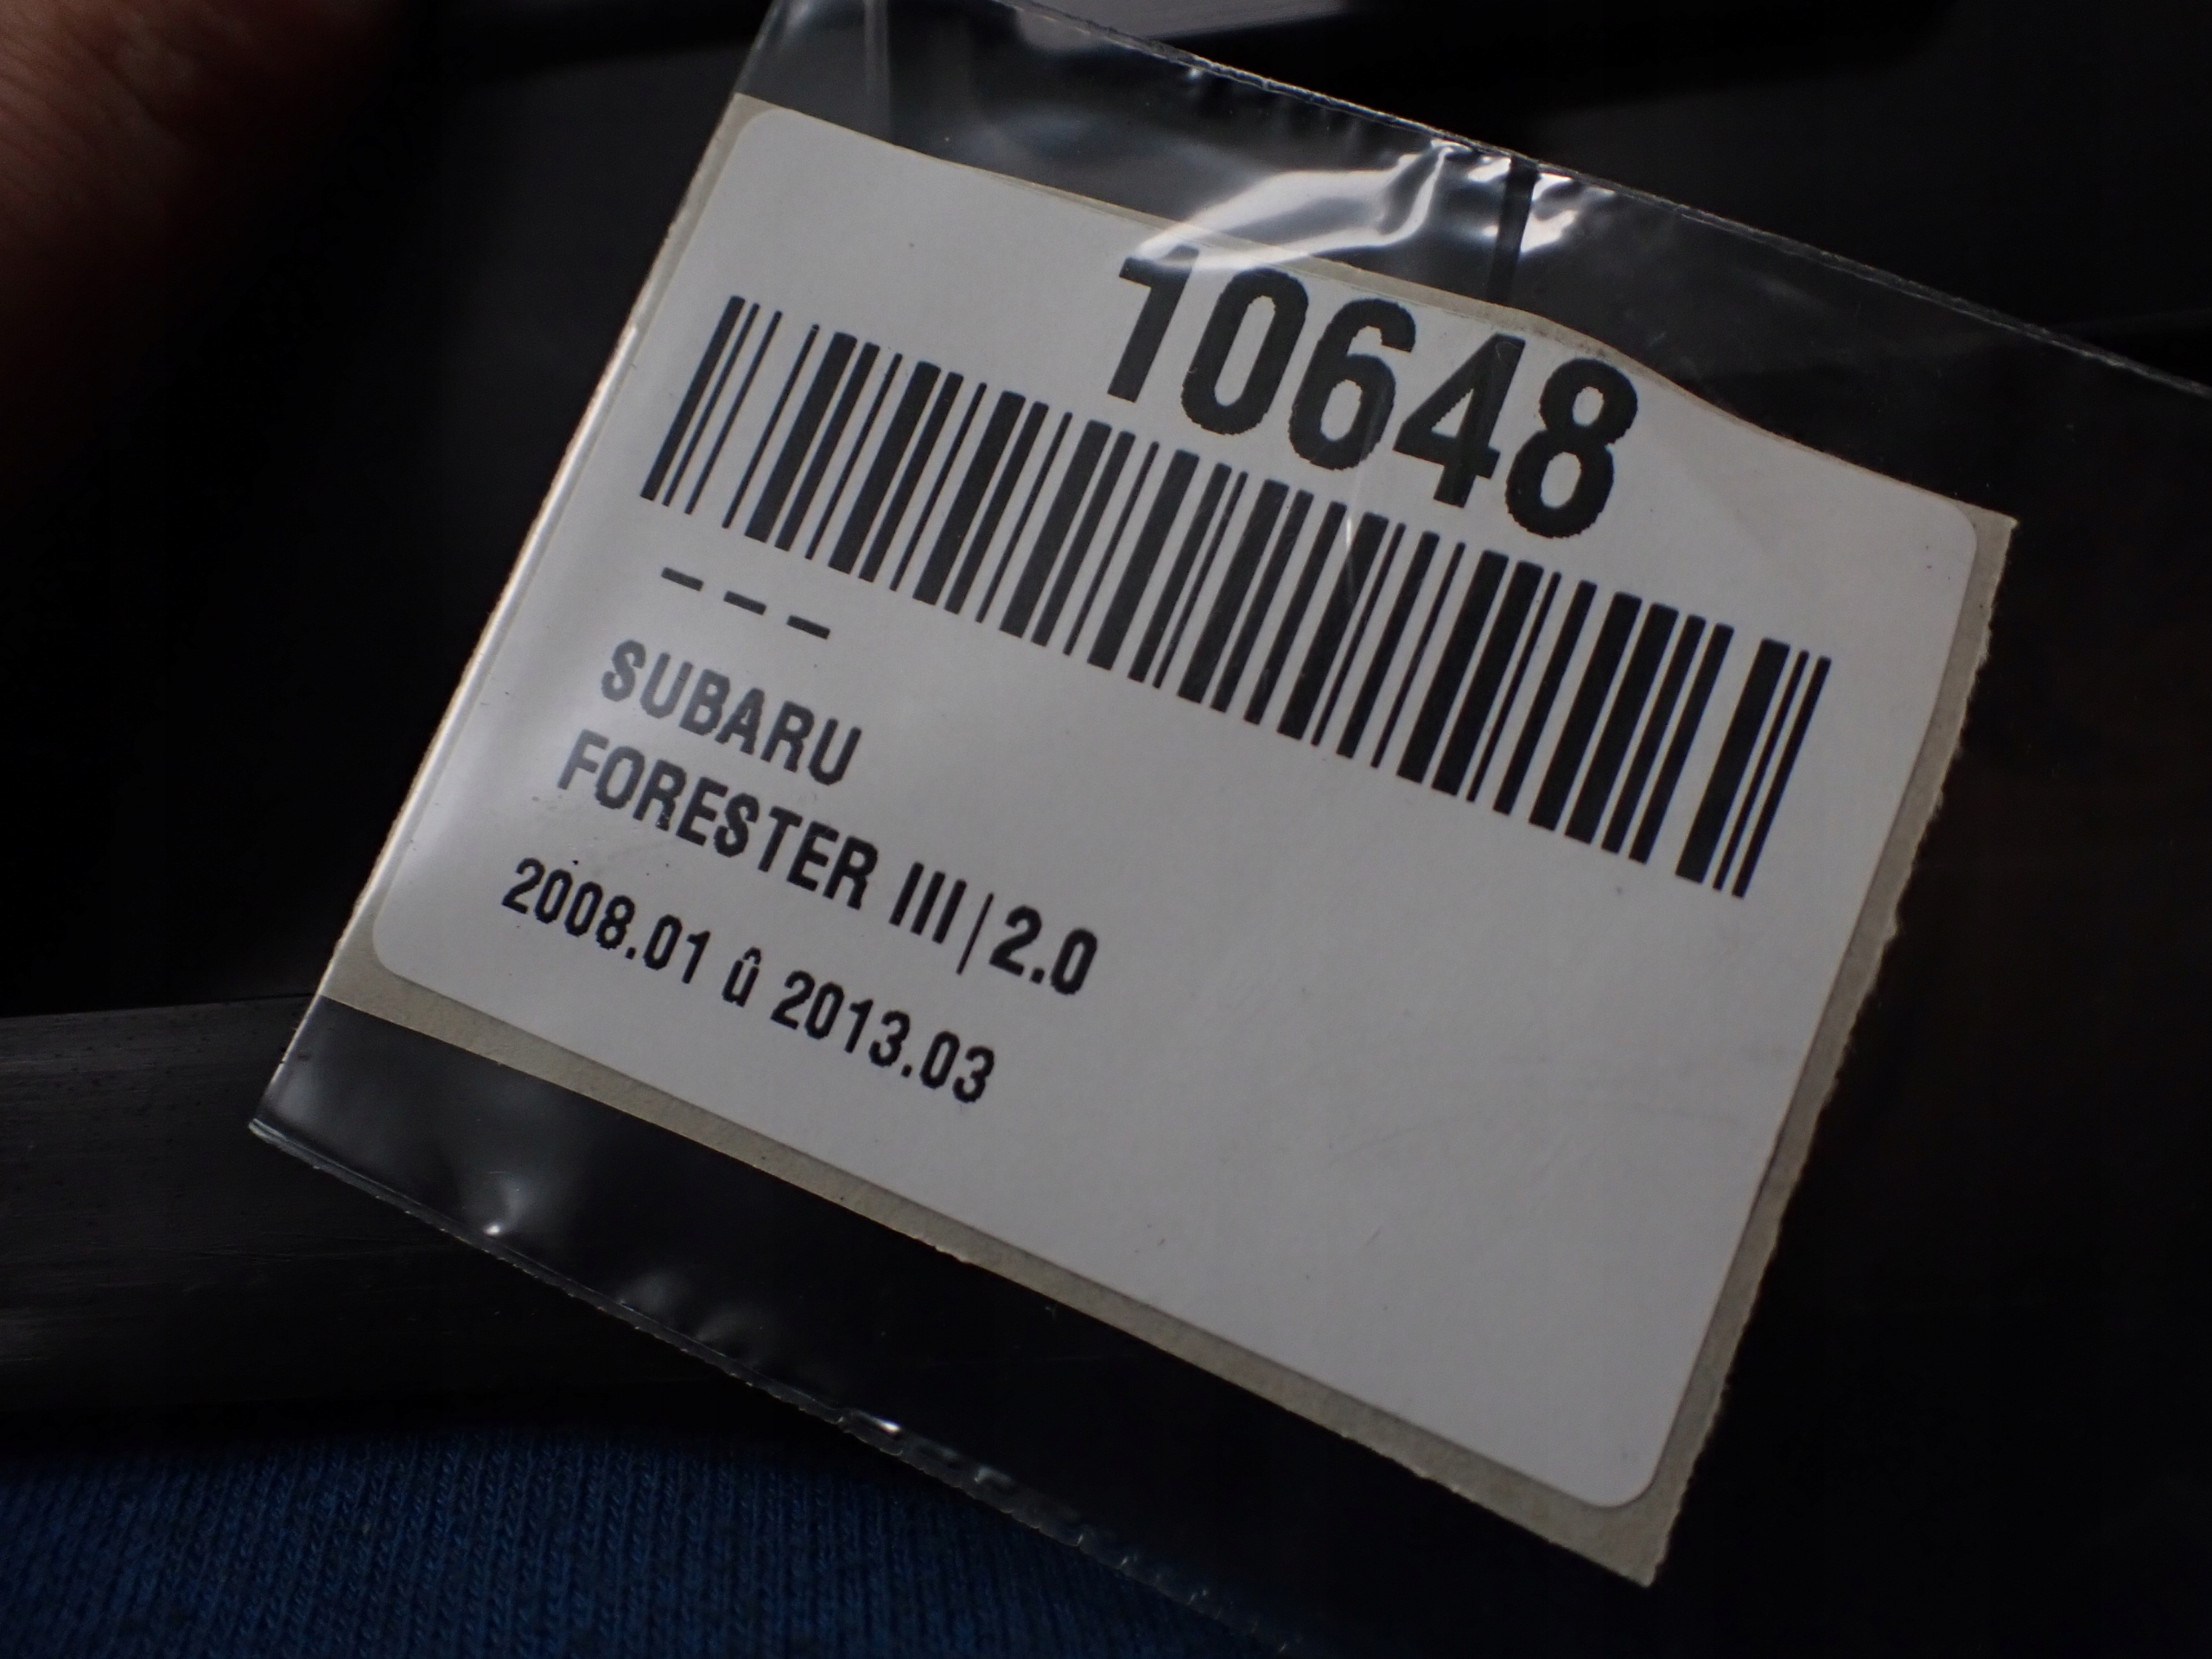 10648
– – –
SUBARU
FORESTER III|2.0
2008.01 û 2013.03